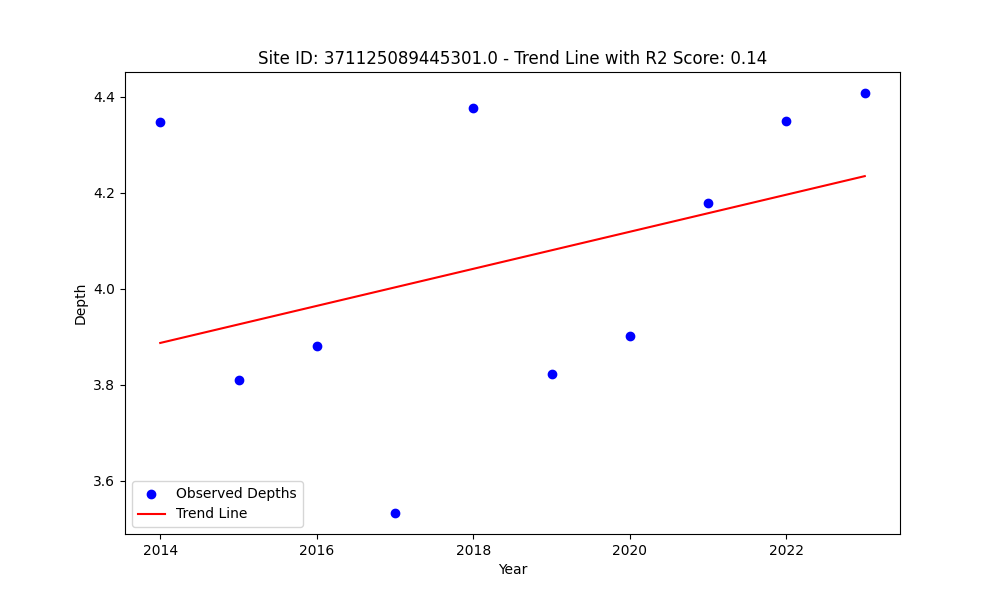 Site ID: 371125089445301.0 - Trend Line with R2 Score: 0.14
4.4
4.2
4.0
3.8
3.6
Depth
Observed Depths
Trend Line
2014
2016
2018
2020
2022
Year